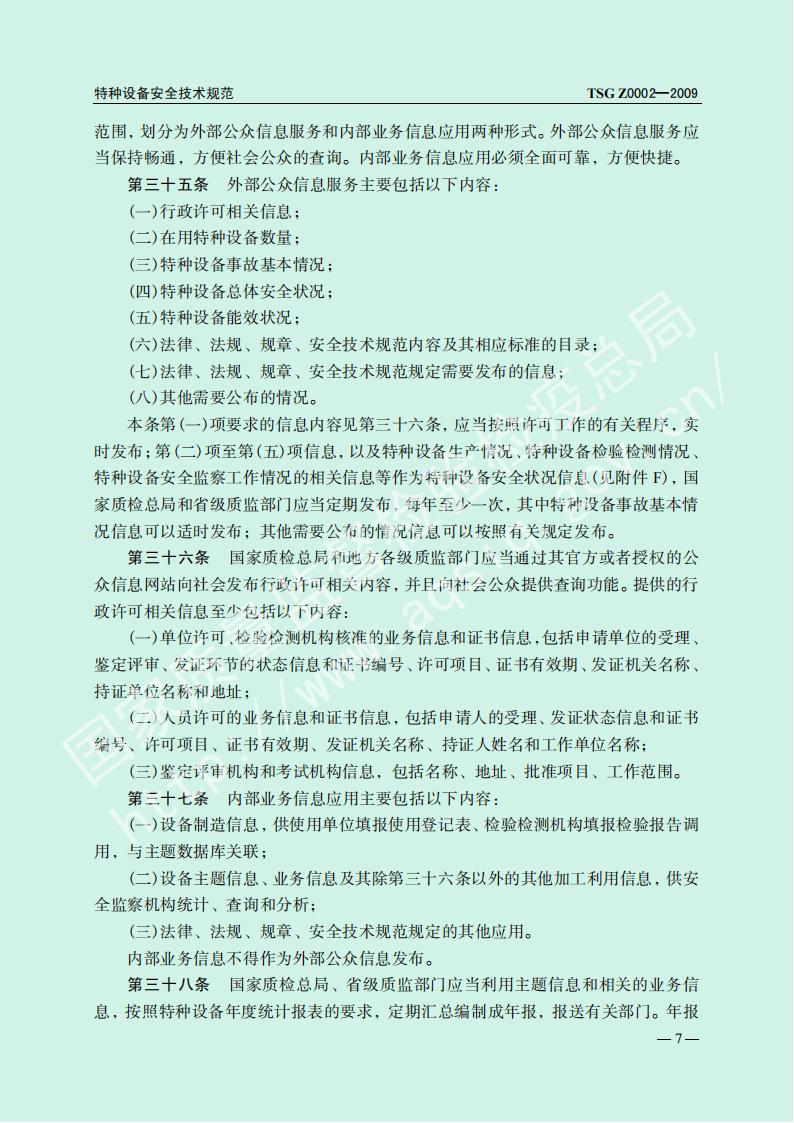 特种设备安全技术规范 TSG Z0002—2009
范围，划分为外部公众信息服务和内部业务信息应用两种形式。外部公众信息服务应
当保持畅通，方便社会公众的查询。内部业务信息应用必须全面可靠，方便快捷。
第三十五条 外部公众信息服务主要包括以下内容：
(一)行政许可相关信息；
(二)在用特种设备数量；
(三)特种设备事故基本情况；
(四)特种设备总体安全状况；
(五)特种设备能效状况；
(六)法律、法规、规章、安全技术规范内容及其相应标准的目录；
(七)法律、法规、规章、安全技术规范规定需要发布的信息；
(八)其他需要公布的情况。
本条第(一)项要求的信息内容见第三十六条，应当按照许可工作的有关程序，实
时发布；第(二)项至第(五)项信息，以及特种设备生产情况、特种设备检验检测情况、
特种设备安全监察工作情况的相关信息等作为特种设备安全状况信息(见附件 F)，国
家质检总局和省级质监部门应当定期发布，每年至少一次，其中特种设备事故基本情
况信息可以适时发布；其他需要公布的情况信息可以按照有关规定发布。
第三十六条 国家质检总局和地方各级质监部门应当通过其官方或者授权的公
众信息网站向社会发布行政许可相关内容，并且向社会公众提供查询功能。提供的行
政许可相关信息至少包括以下内容：
(一)单位许可、检验检测机构核准的业务信息和证书信息，包括申请单位的受理、
鉴定评审、发证环节的状态信息和证书编号、许可项目、证书有效期、发证机关名称、
持证单位名称和地址；
(二)人员许可的业务信息和证书信息，包括申请人的受理、发证状态信息和证书
编号、许可项目、证书有效期、发证机关名称、持证人姓名和工作单位名称；
(三)鉴定评审机构和考试机构信息，包括名称、地址、批准项目、工作范围。
第三十七条 内部业务信息应用主要包括以下内容：
(一)设备制造信息，供使用单位填报使用登记表、检验检测机构填报检验报告调
用，与主题数据库关联；
(二)设备主题信息、业务信息及其除第三十六条以外的其他加工利用信息，供安
全监察机构统计、查询和分析；
(三)法律、法规、规章、安全技术规范规定的其他应用。
内部业务信息不得作为外部公众信息发布。
第三十八条 国家质检总局、省级质监部门应当利用主题信息和相关的业务信
息，按照特种设备年度统计报表的要求，定期汇总编制成年报，报送有关部门。年报
— 7 —
国家质量监督检验检疫总局
http://www.aqsiq.gov.cn/